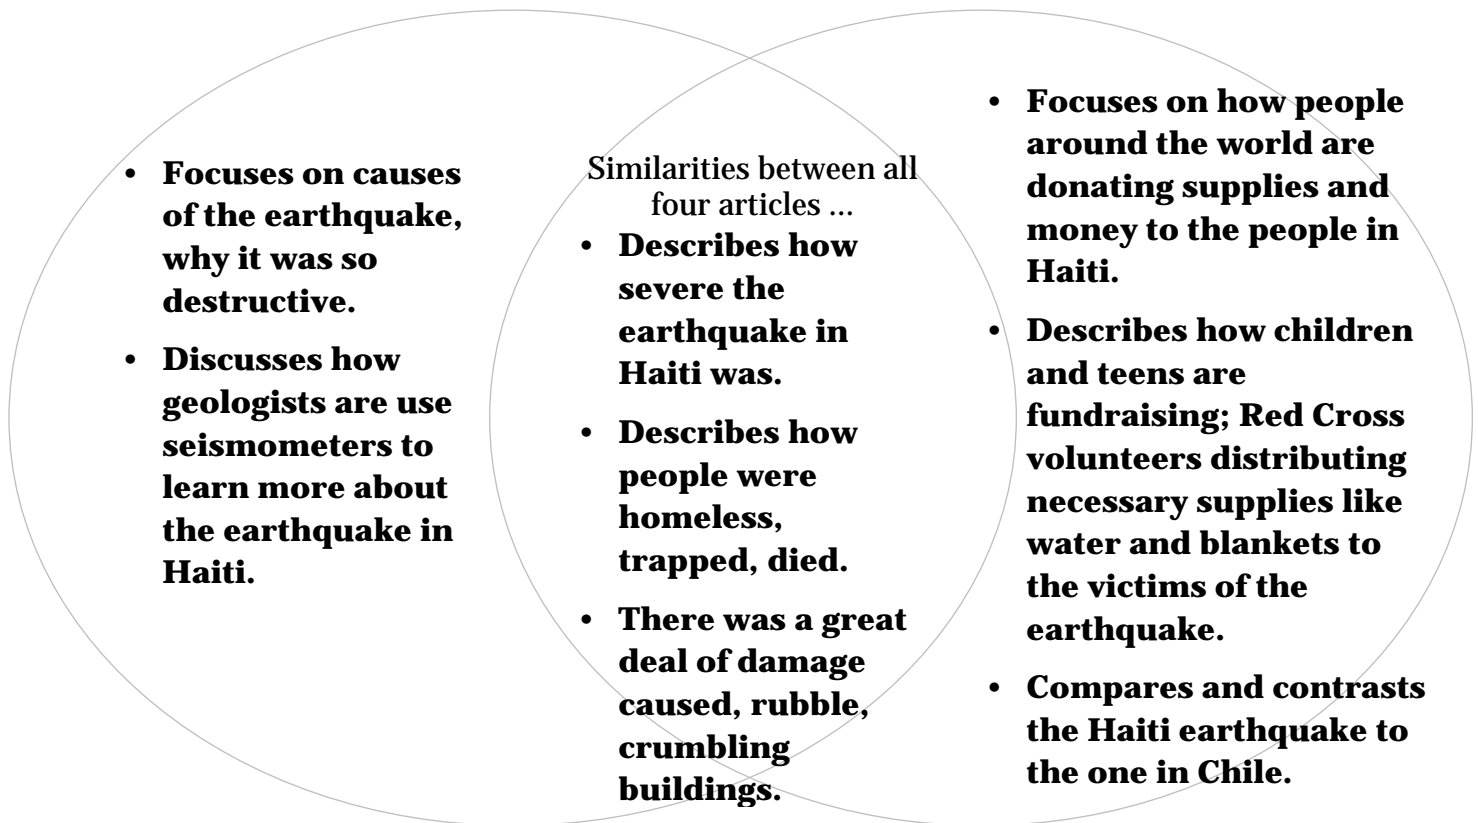 • Focuses on causes
of the earthquake,
why it was so
destructive.
• Discusses how
geologists are use
seismometers to
learn more about
the earthquake in
Haiti.
Similarities between all
four articles ...
• Describes how
severe the
earthquake in
Haiti was.
• Describes how
people were
homeless,
trapped, died.
• There was a great
deal of damage
caused, rubble,
crumbling
buildings.
• Focuses on how people
around the world are
donating supplies and
money to the people in
Haiti.
• Describes how children
and teens are
fundraising; Red Cross
volunteers distributing
necessary supplies like
water and blankets to
the victims of the
earthquake.
• Compares and contrasts
the Haiti earthquake to
the one in Chile.